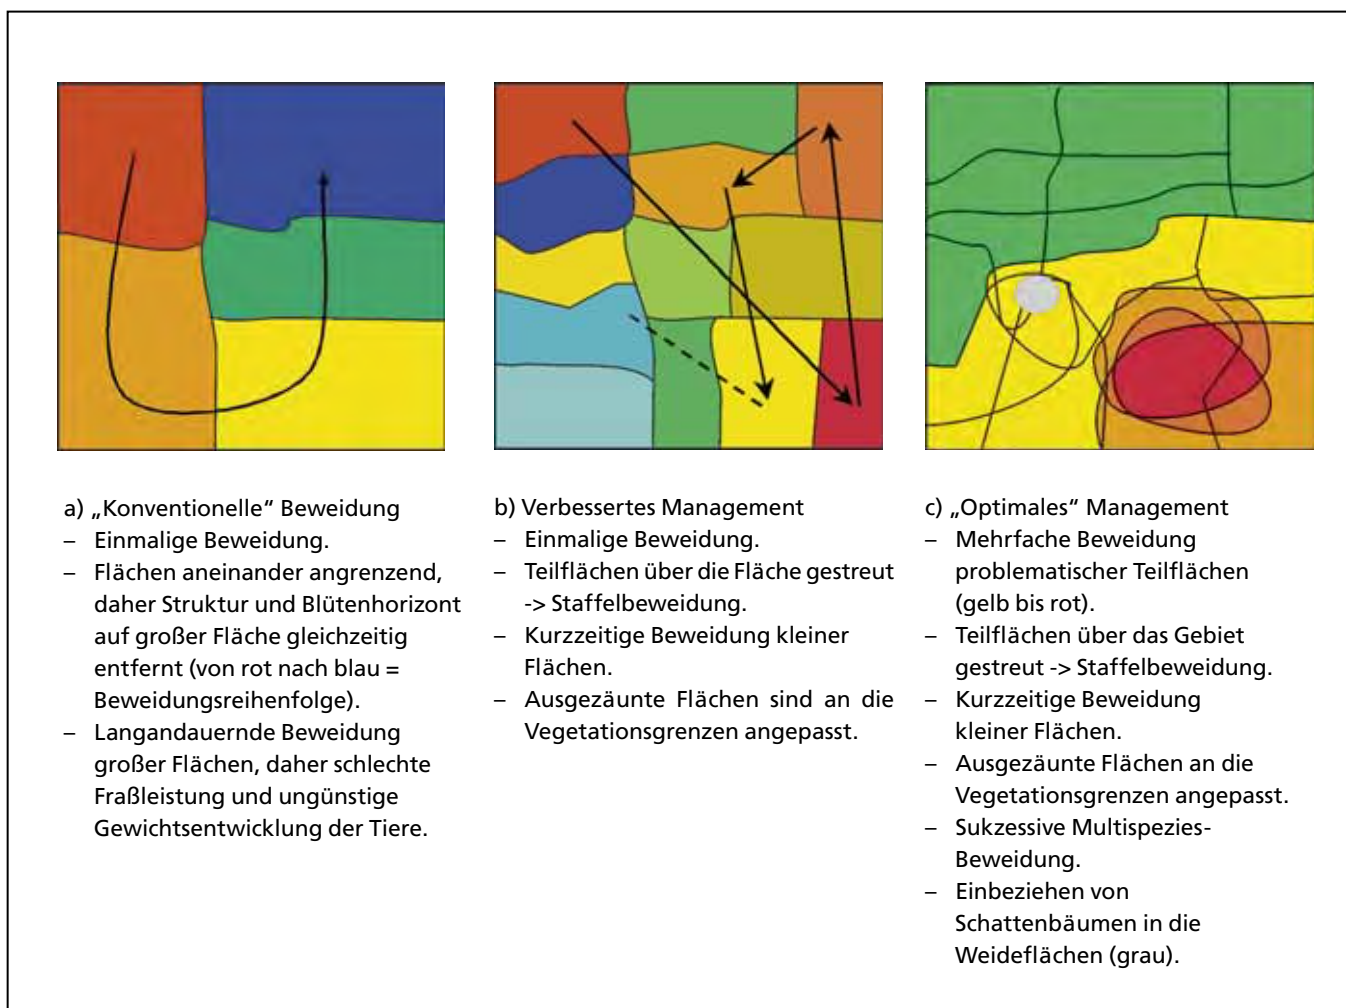 a) „Konventionelle“ Beweidung
– Einmalige Beweidung.
– Flächen aneinander angrenzend,
daher Struktur und Blütenhorizont
auf großer Fläche gleichzeitig
entfernt (von rot nach blau =
Beweidungsreihenfolge).
– Langandauernde Beweidung
großer Flächen, daher schlechte
Fraßleistung und ungünstige
Gewichtsentwicklung der Tiere.
b) Verbessertes Management
– Einmalige Beweidung.
– Teilflächen über die Fläche gestreut
-> Staffelbeweidung.
– Kurzzeitige Beweidung kleiner
Flächen.
– Ausgezäunte Flächen sind an die
Vegetationsgrenzen angepasst.
c) „Optimales“ Management
– Mehrfache Beweidung
problematischer Teilflächen
(gelb bis rot).
– Teilflächen über das Gebiet
gestreut -> Staffelbeweidung.
– Kurzzeitige Beweidung
kleiner Flächen.
– Ausgezäunte Flächen an die
Vegetationsgrenzen angepasst.
– Sukzessive Multispezies-
Beweidung.
– Einbeziehen von
Schattenbäumen in die
Weideflächen (grau).